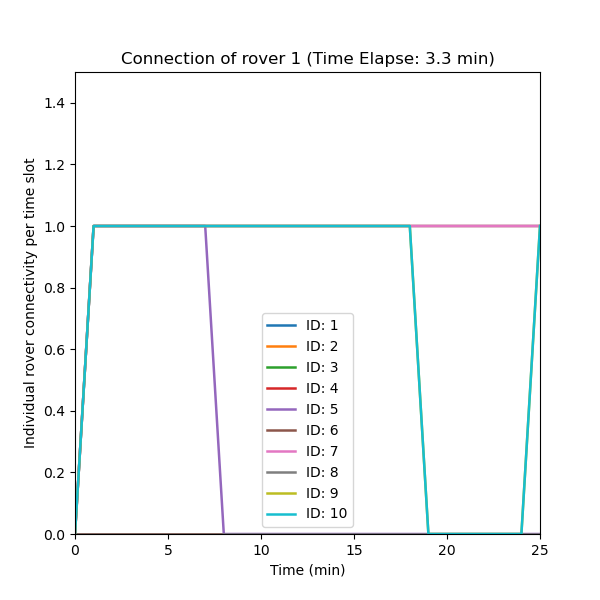 Connection of rover 1 (Time Elapse: 3.3 min)
Individual rover connectivity per time slot
1.4
1.2
1.0
0.8
0.6
0.4
0.2
0.0
ID: 1
ID: 2
ID: 3
ID: 4
ID: 5
ID: 6
ID: 7
ID: 8
ID: 9
ID: 10
0 5 10 15 20 25
Time (min)